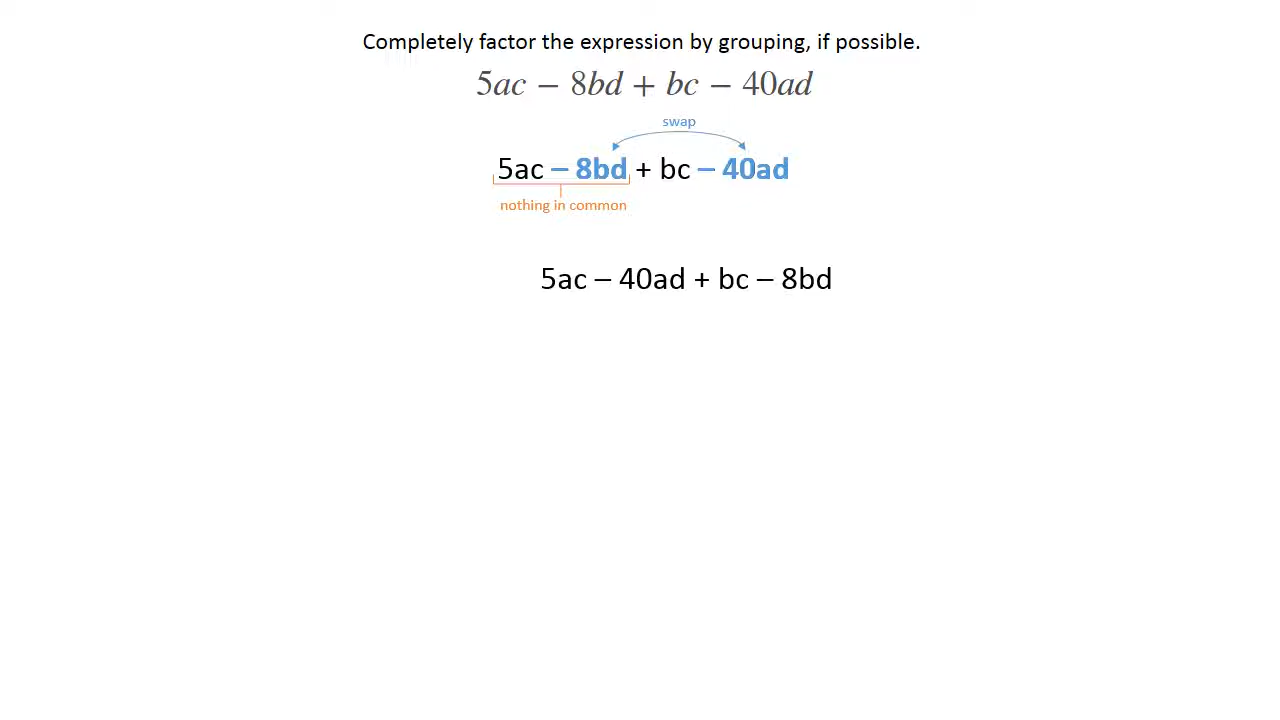 Completely factor the expression by grouping, if possible.
5ac − 8bd + bc − 40ad
swap
5ac – 8bd + bc – 40ad
nothing in common
5ac – 40ad + bc – 8bd